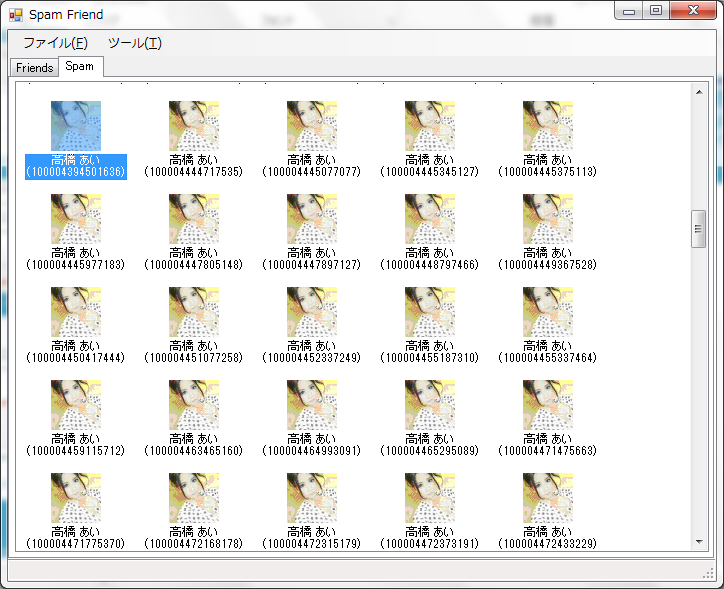 Spam Friend
ファイル(F) ツール(T)
Friends Spam
高橋 あい 高橋 あい 高橋 あい 高橋 あい 高橋 あい
(100004394501636) (100004444717535) (100004445077077) (100004445345127) (100004445375113)
高橋 あい 高橋 あい 高橋 あい 高橋 あい 高橋 あい
(100004445977183) (100004447805148) (100004447897127) (100004448797466) (100004449367528)
高橋 あい 高橋 あい 高橋 あい 高橋 あい 高橋 あい
(100004450417444) (100004451077258) (100004452337249) (100004455187310) (100004455337464)
高橋 あい 高橋 あい 高橋 あい 高橋 あい 高橋 あい
(100004459115712) (100004463465160) (100004464993091) (100004465295089) (100004471475663)
高橋 あい 高橋 あい 高橋 あい 高橋 あい 高橋 あい
(100004471775370) (100004472168178) (100004472315179) (100004472373191) (100004472433229)